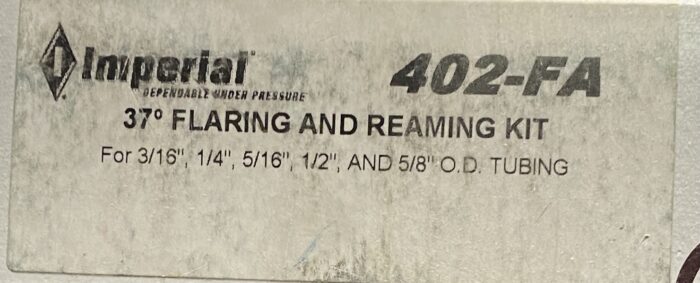 Imperial 402-FA
DEPENDABLE UNDER PRESSURE
37° FLARING AND REAMING KIT
For 3/16", 1/4", 5/16", 1/2", AND 5/8" O.D. TUBING